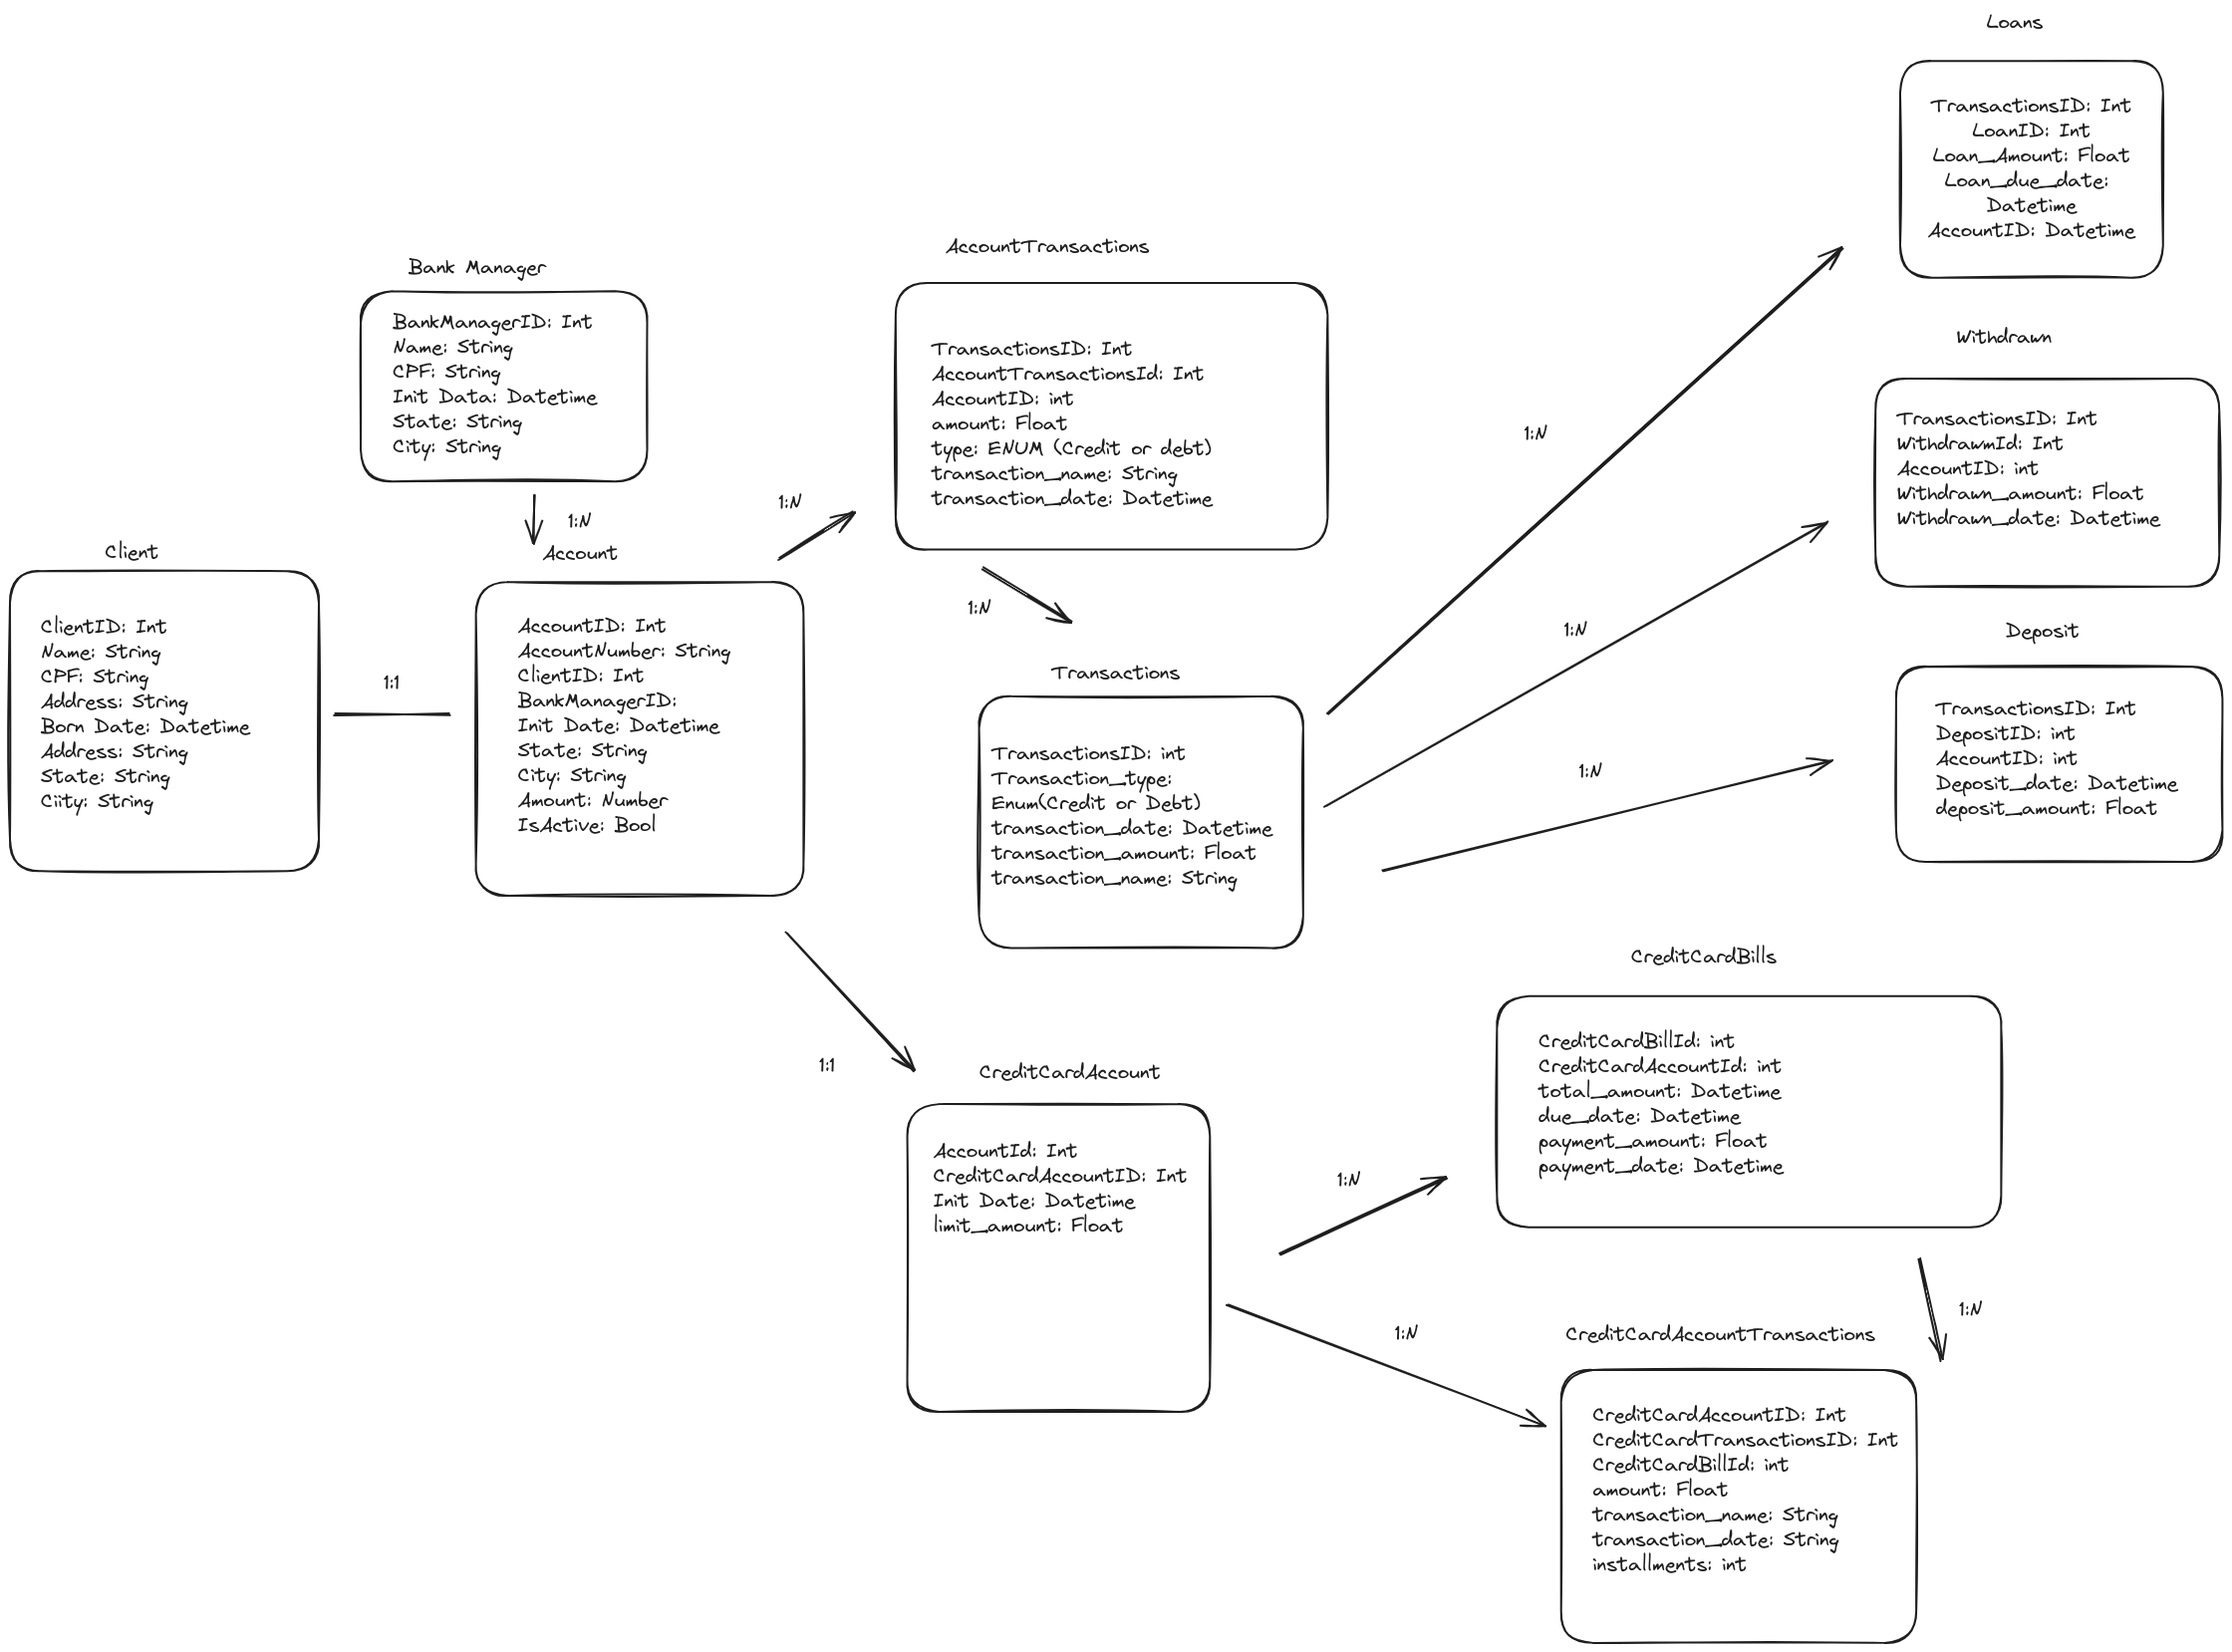 Loans
TransactionsID: Int
LoanID: Int
Loan_Amount: Float
Loan_due_date:
Datetime
AccountID: Datetime
Bank Manager
BankManagerID: Int
Name: String
CPF: String
Init Data: Datetime
State: String
City: String
1:N
AccountTransactions
TransactionsID: Int
AccountTransactionsId: Int
AccountID: int
amount: Float
type: ENUM (Credit or debt)
transaction_name: String
transaction_date: Datetime
1:N
1:N
Withdrawn
TransactionsID: Int
WithdrawnId: Int
AccountID: int
Withdrawn_amount: Float
Withdrawn_date: Datetime
1:N
Client
ClientID: Int
Name: String
CPF: String
Address: String
Born Date: Datetime
Address: String
State: String
Ciity: String
1:1
Account
AccountID: Int
AccountNumber: String
ClientID: Int
BankManagerID:
Init Date: Datetime
State: String
City: String
Amount: Number
IsActive: Bool
Transactions
TransactionsID: int
Transaction_type:
Enum(Credit or Debt)
transaction_date: Datetime
transaction_amount: Float
transaction_name: String
1:N
1:N
Deposit
TransactionsID: Int
DepositID: int
AccountID: int
Deposit_date: Datetime
deposit_amount: Float
1:1
CreditCardAccount
AccountId: Int
CreditCardAccountID: Int
Init Date: Datetime
limit_amount: Float
CreditCardBills
CreditCardBillId: int
CreditCardAccountId: int
total_amount: Datetime
due_date: Datetime
payment_amount: Float
payment_date: Datetime
1:N
1:N
1:N
CreditCardAccountTransactions
CreditCardAccountID: Int
CreditCardTransactionsID: Int
CreditCardBillId: int
amount: Float
transaction_name: String
transaction_date: String
installments: int